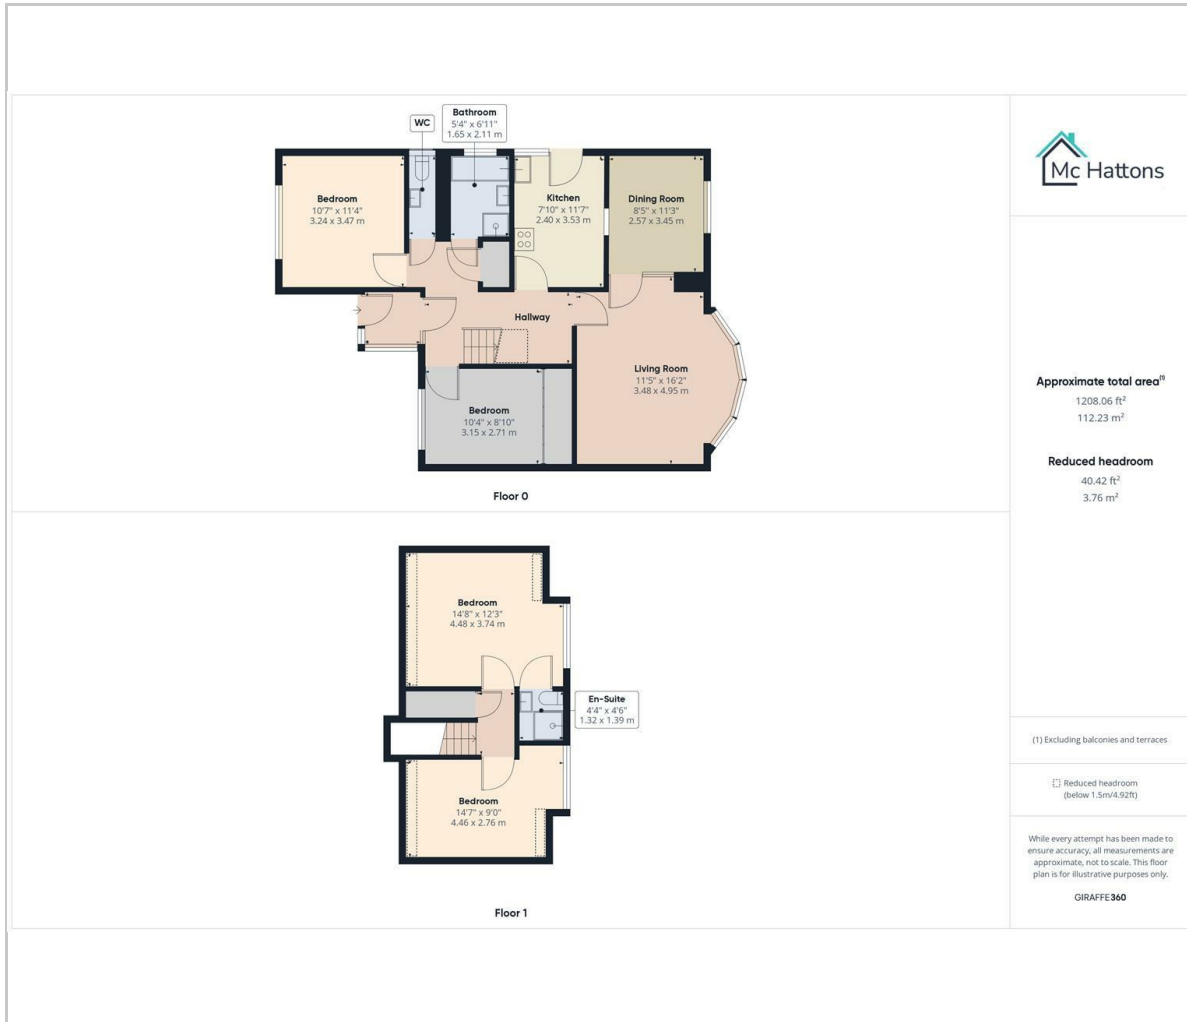 WC
Bathroom
5'4" x 6'11"
1.65 x 2.11 m
Bedroom
10'7" x 11'4"
3.24 x 3.47 m
Kitchen
7'10" x 11'7"
2.40 x 3.53 m
Dining Room
8'5" x 11'3"
2.57 x 3.45 m
Hallway
Living Room
11'5" x 16'2"
3.48 x 4.95 m
Bedroom
10'4" x 8'10"
3.15 x 2.71 m
Floor 0
Bedroom
14'8" x 12'3"
4.48 x 3.74 m
En-Suite
4'4" x 4'6"
1.32 x 1.39 m
Bedroom
14'7" x 9'0"
4.46 x 2.76 m
Floor 1
Mc Hattons
Approximate total area(1)
1208.06 ft²
112.23 m²
Reduced headroom
40.42 ft²
3.76 m²
(1) Excluding balconies and terraces
Reduced headroom
(below 1.5m/4.92ft)
While every attempt has been made to
ensure accuracy, all measurements are
approximate, not to scale. This floor
plan is for illustrative purposes only.
GIRAFFE360